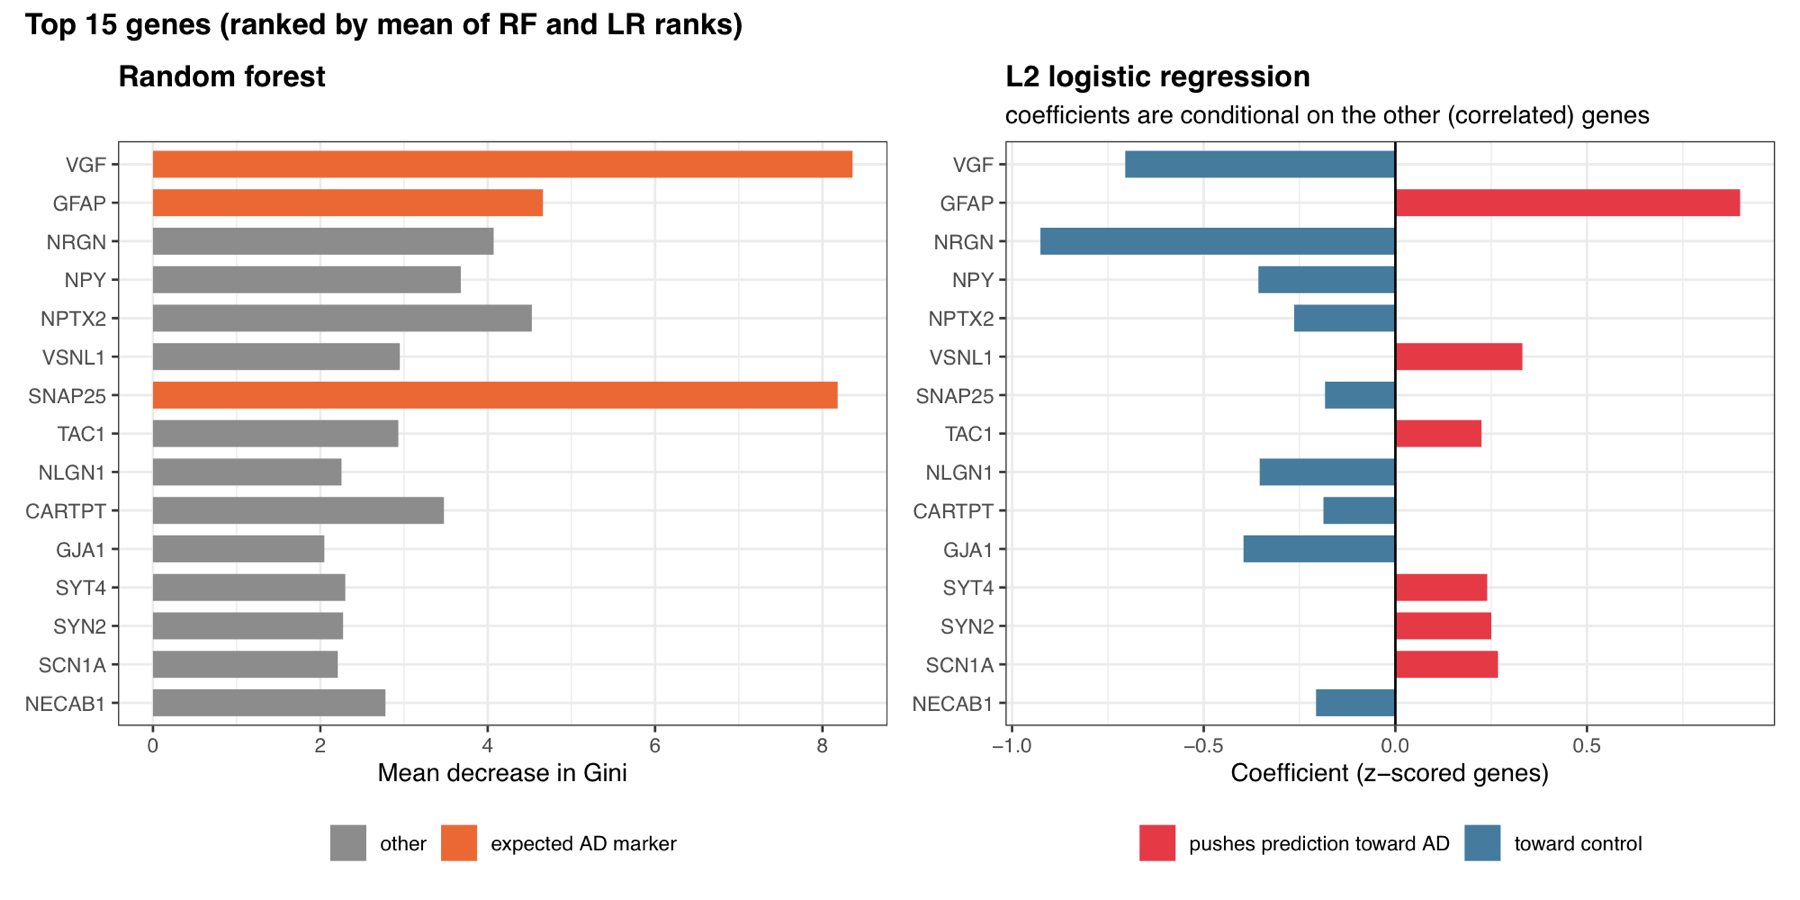 Top 15 genes (ranked by mean of RF and LR ranks)
Random forest
VGF
GFAP
NRGN
NPY
NPTX2
VSNL1
SNAP25
TAC1
NLGN1
CARTPT
GJA1
SYT4
SYN2
SCN1A
NECAB1
0 2 4 6 8
Mean decrease in Gini
other expected AD marker
L2 logistic regression
coefficients are conditional on the other (correlated) genes
VGF
GFAP
NRGN
NPY
NPTX2
VSNL1
SNAP25
TAC1
NLGN1
CARTPT
GJA1
SYT4
SYN2
SCN1A
NECAB1
−1.0 −0.5 0.0 0.5
Coefficient (z−scored genes)
pushes prediction toward AD toward control